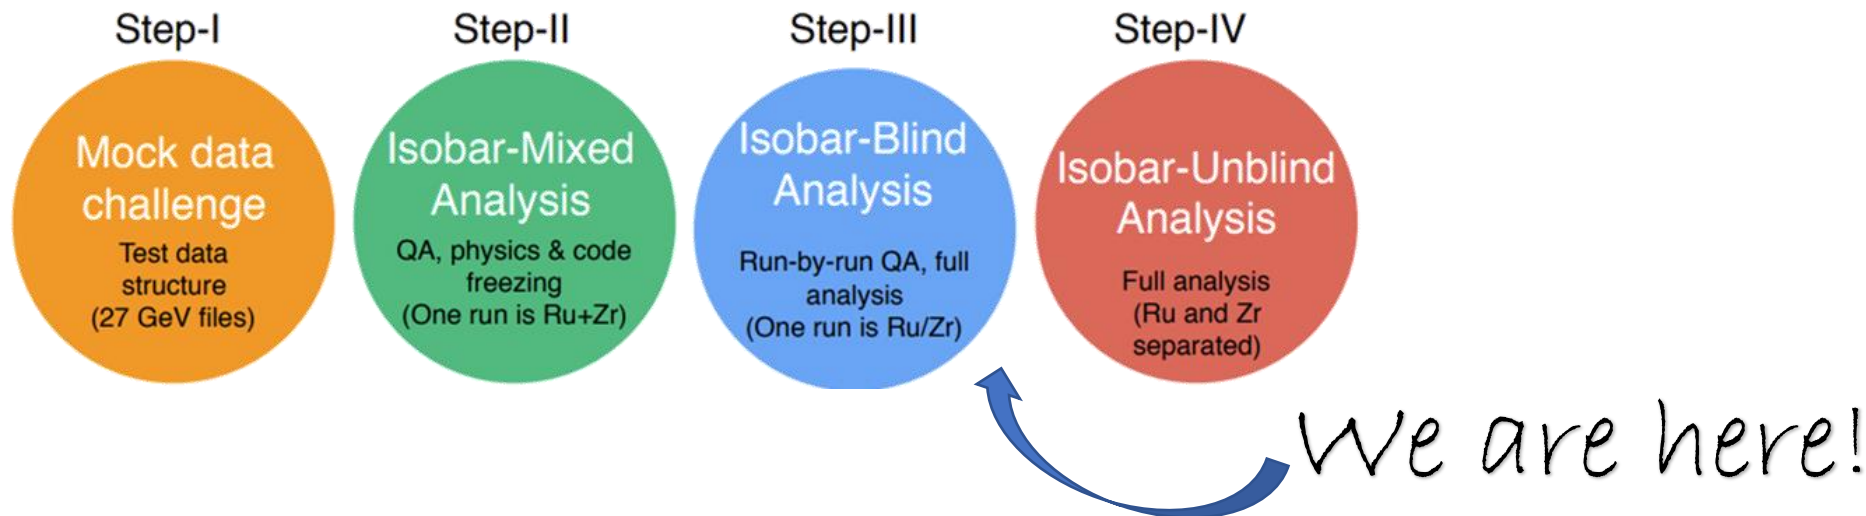 Step-I
Mock data
challenge
Test data
structure
(27 GeV files)
Step-II
Isobar-Mixed
Analysis
QA, physics & code
freezing
(One run is Ru+Zr)
Step-III
Isobar-Blind
Analysis
Run-by-run QA, full
analysis
(One run is Ru/Zr)
Step-IV
Isobar-Unblind
Analysis
Full analysis
(Ru and Zr
separated)
We are here!